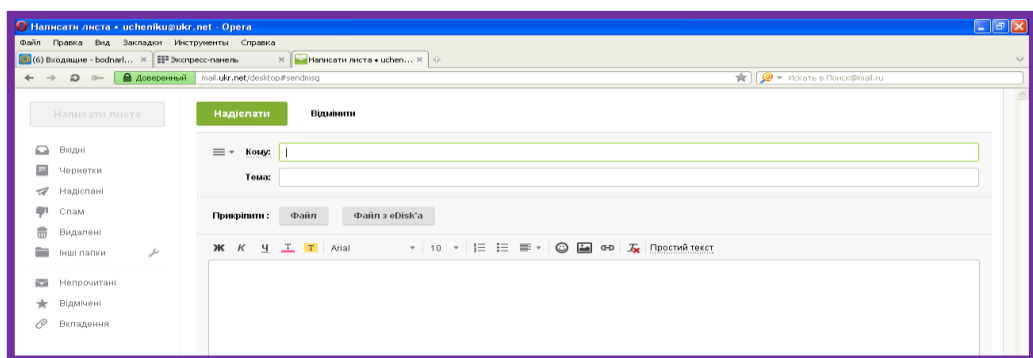 Написати листа • ucheniku@ukr.net - Opera
Файл Правка Вид Закладки Инструменты Справка
(6) Входящие - bodnarl... Экспресс-панель Написати листа • uchen...
Доверенный mail.ukr.net/desktop#sendmsg Искать в Поиск@mail.ru
Написати листа Надіслати Відмінити
Вхідні
Чернетки
Надіслані
Спам
Видалені
Інші папки
Непрочитані
Відмічені
Вкладення
Кому:
Тема:
Прикріпити: Файл Файл з eDisk'a
Ж К Ч Т Т Arial 10 Простий текст